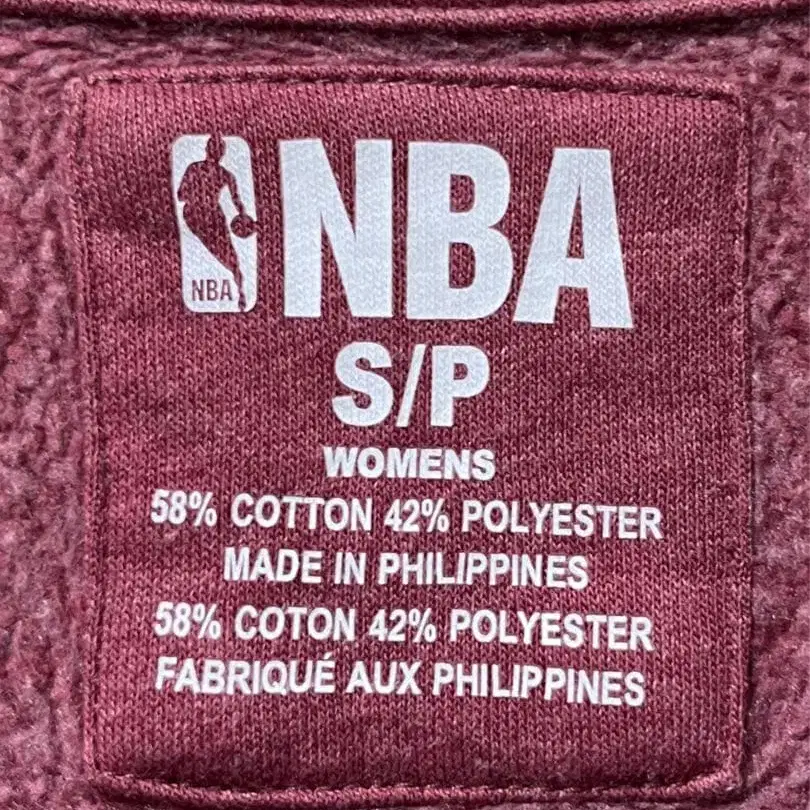 NBA
NBA
S/P
WOMENS
58% COTTON 42% POLYESTER
MADE IN PHILIPPINES
58% COTON 42% POLYESTER
FABRIQUÉ AUX PHILIPPINES